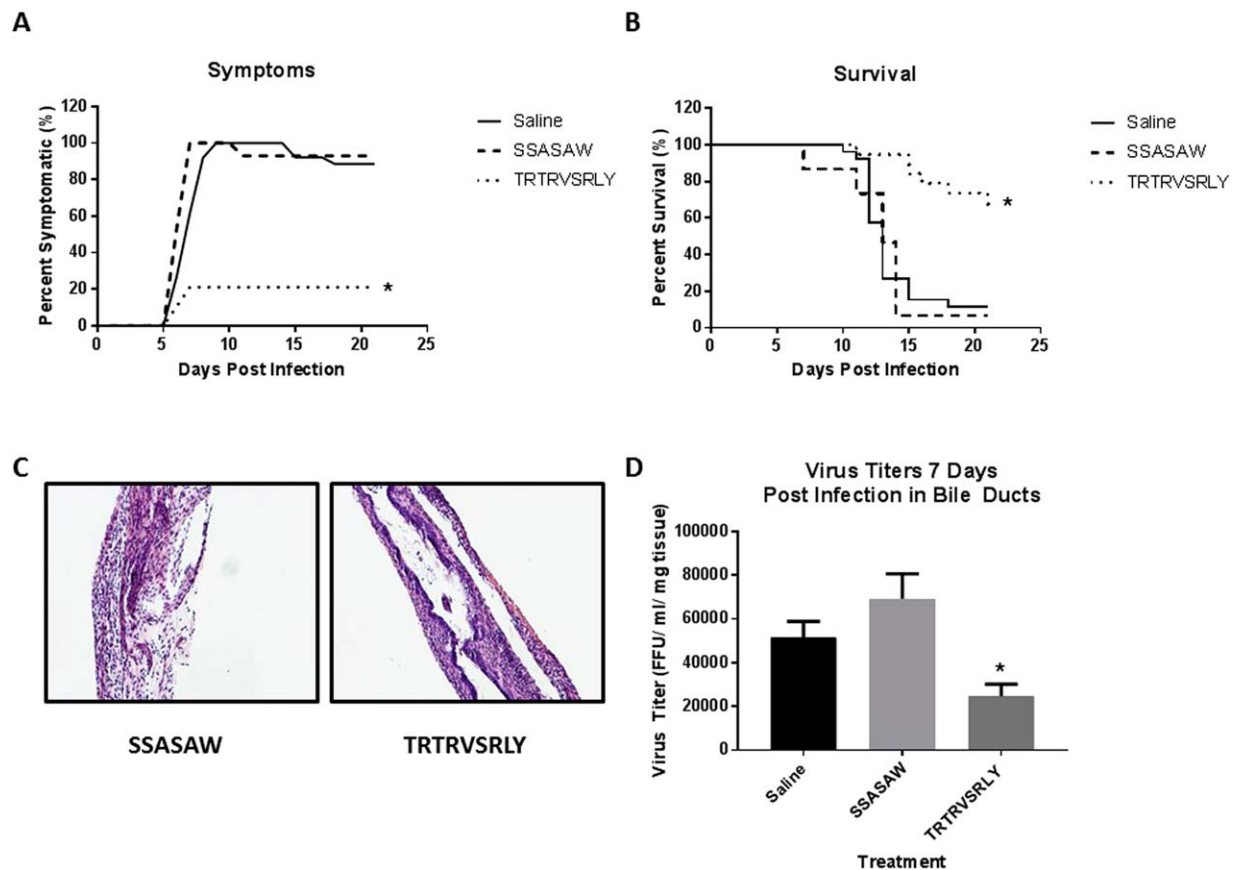 A
Symptoms
Percent Symptomatic (%)
120
100
80
60
40
20
0
0 5 10 15 20 25
Days Post Infection
Saline
SSASAW
TRTRVSRLY
*
B
Survival
Percent Survival (%)
120
100
80
60
40
20
0
0 5 10 15 20 25
Days Post Infection
Saline
SSASAW
TRTRVSRLY
*
C
SSASAW
TRTRVSRLY
D
Virus Titers 7 Days
Post Infection in Bile Ducts
Virus Titer (FFU/ ml/ mg tissue)
100000
80000
60000
40000
20000
0
*
Saline
SSASAW
TRTRVSRLY
Treatment